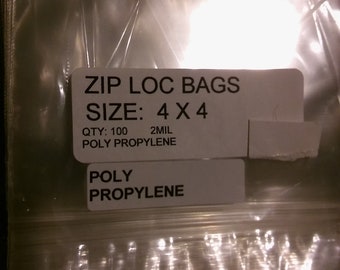 ZIP LOC BAGS
SIZE: 4 X 4
QTY: 100 2MIL
POLY PROPYLENE
POLY
PROPYLENE